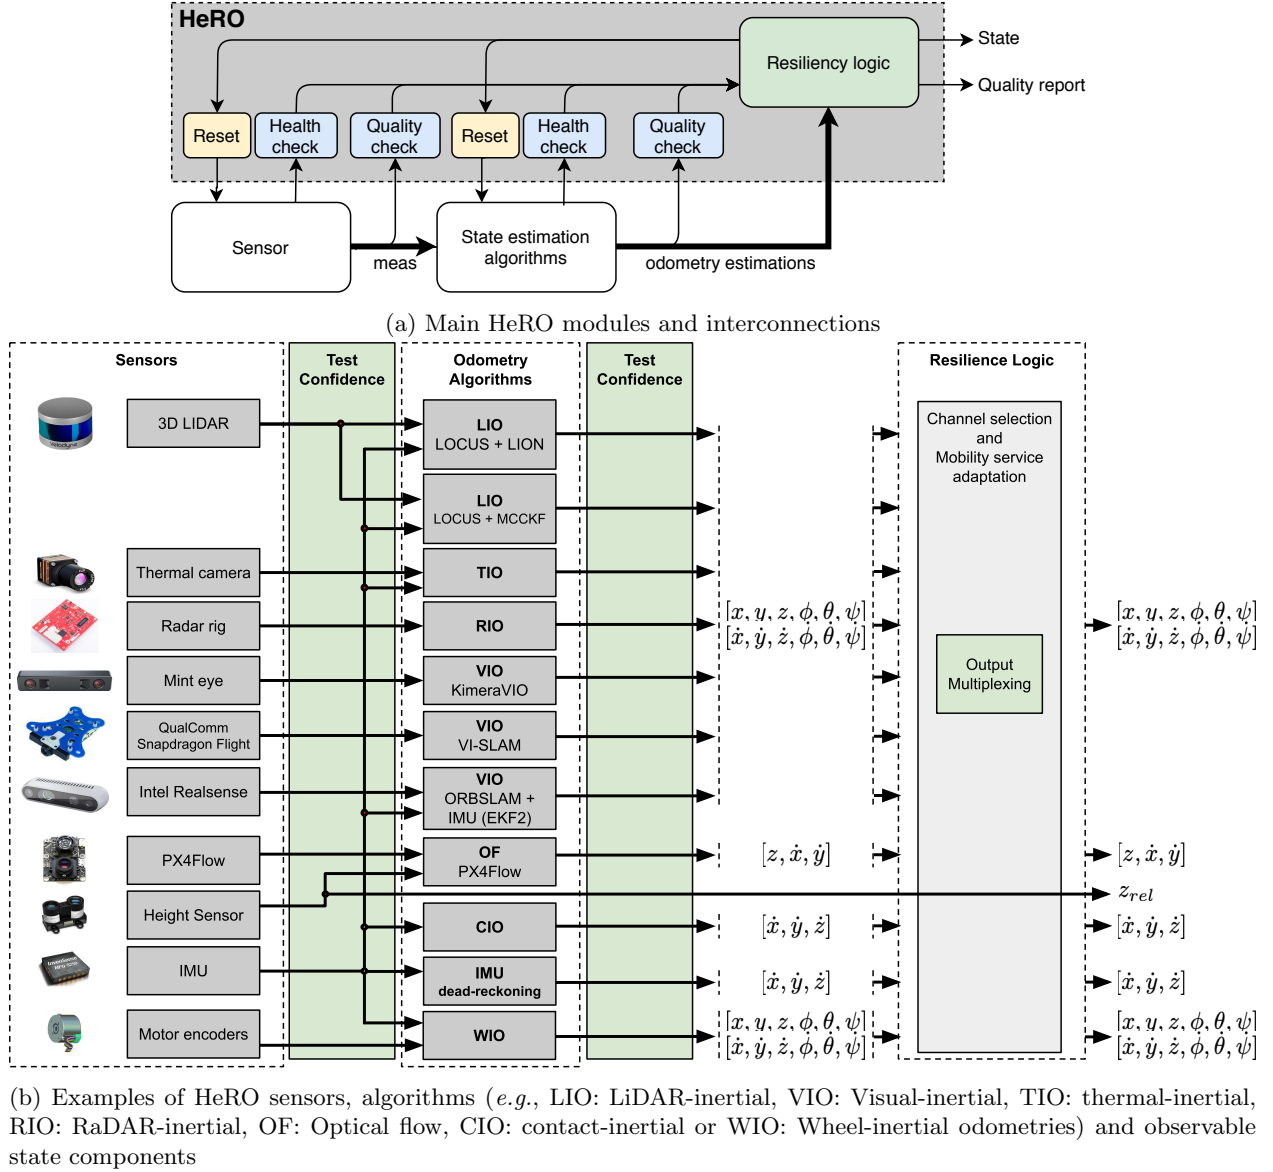 HeRO
Resiliency logic
State
Quality report
Reset
Health check
Quality check
Reset
Health check
Quality check
Sensor
meas
State estimation algorithms
odometry estimations
(a) Main HeRO modules and interconnections
Sensors
Test Confidence
Odometry Algorithms
Test Confidence
Resilience Logic
Velodyne
3D LIDAR
LIO
LOCUS + LION
Channel selection
and
Mobility service
adaptation
LIO
LOCUS + MCCKF
Thermal camera
TIO
Radar rig
RIO
[x, y, z, ϕ, θ, ψ]
[ẋ, ẏ, ż, ϕ̇, θ̇, ψ̇]
[x, y, z, ϕ, θ, ψ]
[ẋ, ẏ, ż, ϕ̇, θ̇, ψ̇]
Mint eye
VIO
KimeraVIO
Output
Multiplexing
QualComm
Snapdragon Flight
VIO
VI-SLAM
Intel Realsense
VIO
ORBSLAM +
IMU (EKF2)
PX4Flow
OF
PX4Flow
[z, ẋ, ẏ]
[z, ẋ, ẏ]
Height Sensor
z_rel
CIO
[ẋ, ẏ, ż]
[ẋ, ẏ, ż]
IMU
IMU
dead-reckoning
[ẋ, ẏ, ż]
[ẋ, ẏ, ż]
Motor encoders
WIO
[x, y, z, ϕ, θ, ψ]
[ẋ, ẏ, ż, ϕ̇, θ̇, ψ̇]
[x, y, z, ϕ, θ, ψ]
[ẋ, ẏ, ż, ϕ̇, θ̇, ψ̇]
(b) Examples of HeRO sensors, algorithms (e.g., LIO: LiDAR-inertial, VIO: Visual-inertial, TIO: thermal-inertial,
RIO: RaDAR-inertial, OF: Optical flow, CIO: contact-inertial or WIO: Wheel-inertial odometries) and observable
state components